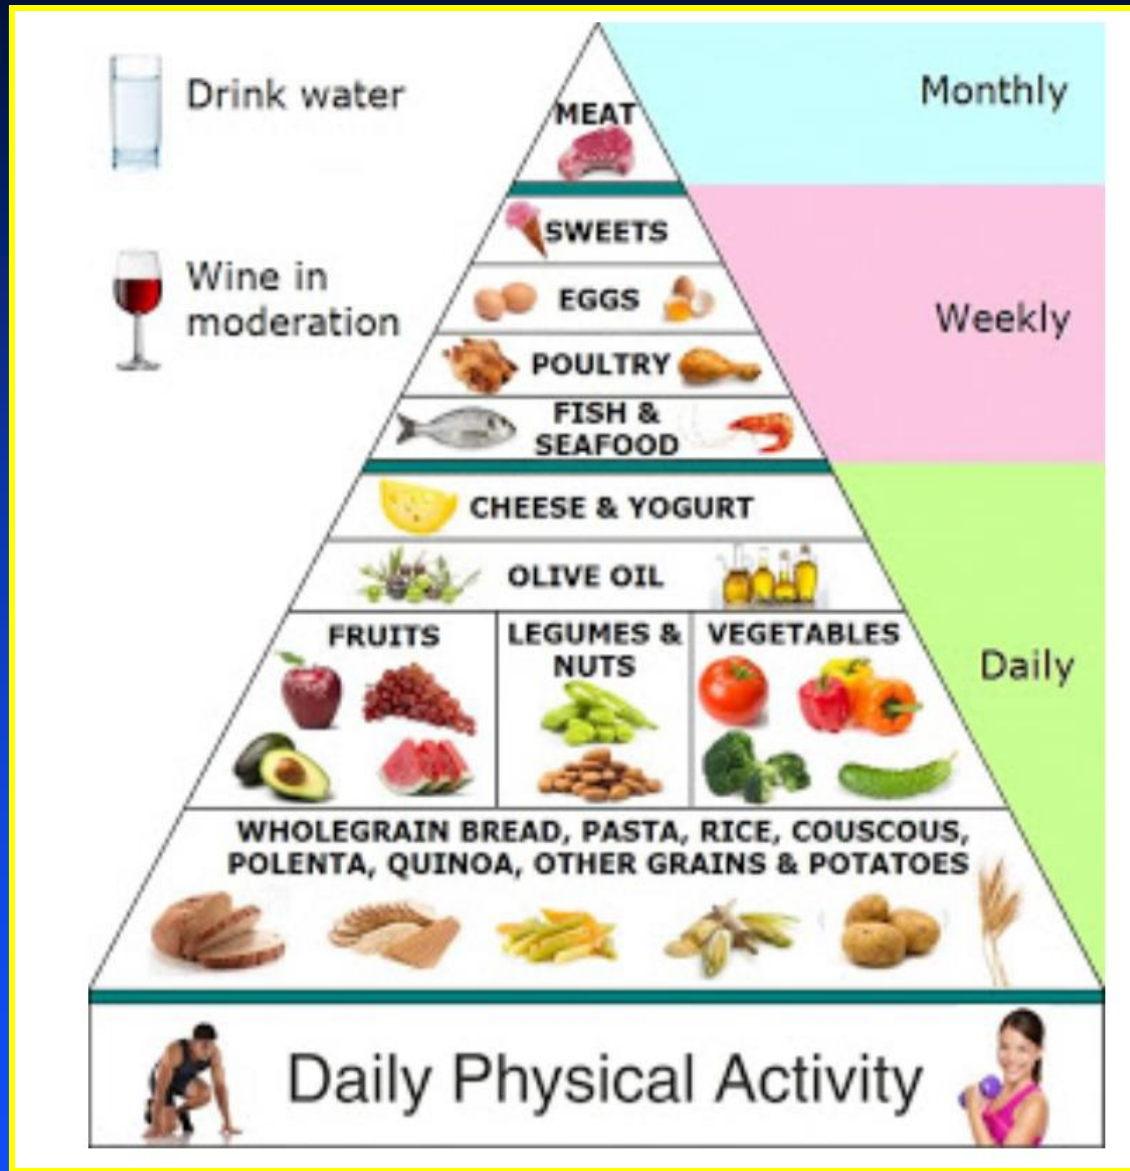 Drink water
Wine in
moderation
MEAT
Monthly
SWEETS
EGGS
POULTRY
FISH &
SEAFOOD
Weekly
CHEESE & YOGURT
OLIVE OIL
FRUITS
LEGUMES &
NUTS
VEGETABLES
Daily
WHOLEGRAIN BREAD, PASTA, RICE, COUSCOUS,
POLENTA, QUINOA, OTHER GRAINS & POTATOES
Daily Physical Activity